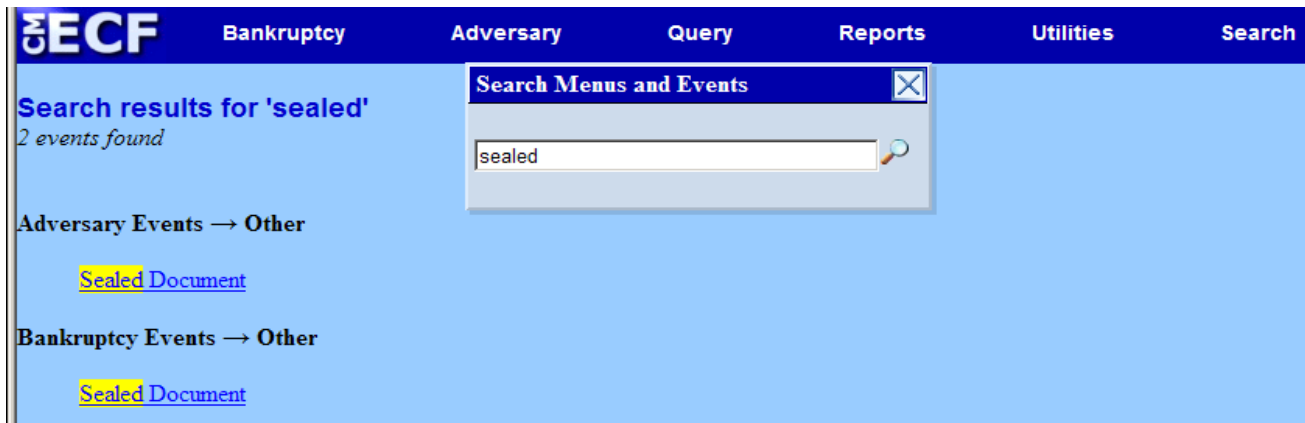 CM ECF Bankruptcy Adversary Query Reports Utilities Search
Search Menus and Events
Search results for 'sealed'
2 events found
sealed
Adversary Events → Other
Sealed Document
Bankruptcy Events → Other
Sealed Document